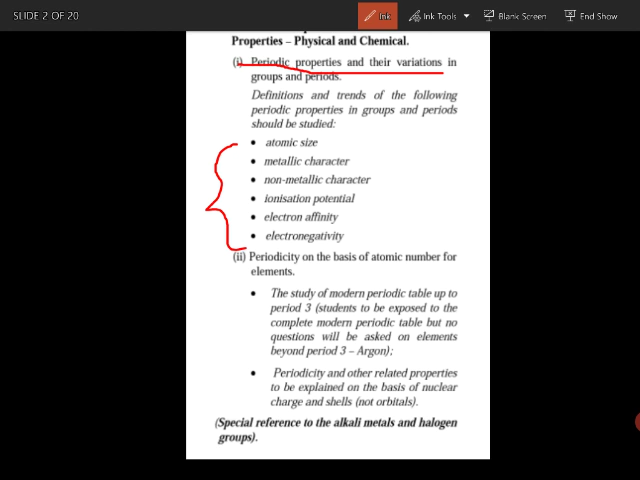 SLIDE 2 OF 20
Ink
Ink Tools
Blank Screen
End Show
Properties – Physical and Chemical.
(i) Periodic properties and their variations in
groups and periods.
Definitions and trends of the following
periodic properties in groups and periods
should be studied:
• atomic size
• metallic character
• non-metallic character
• ionisation potential
• electron affinity
• electronegativity
(ii) Periodicity on the basis of atomic number for
elements.
• The study of modern periodic table up to
period 3 (students to be exposed to the
complete modern periodic table but no
questions will be asked on elements
beyond period 3 – Argon);
• Periodicity and other related properties
to be explained on the basis of nuclear
charge and shells (not orbitals).
(Special reference to the alkali metals and halogen
groups).